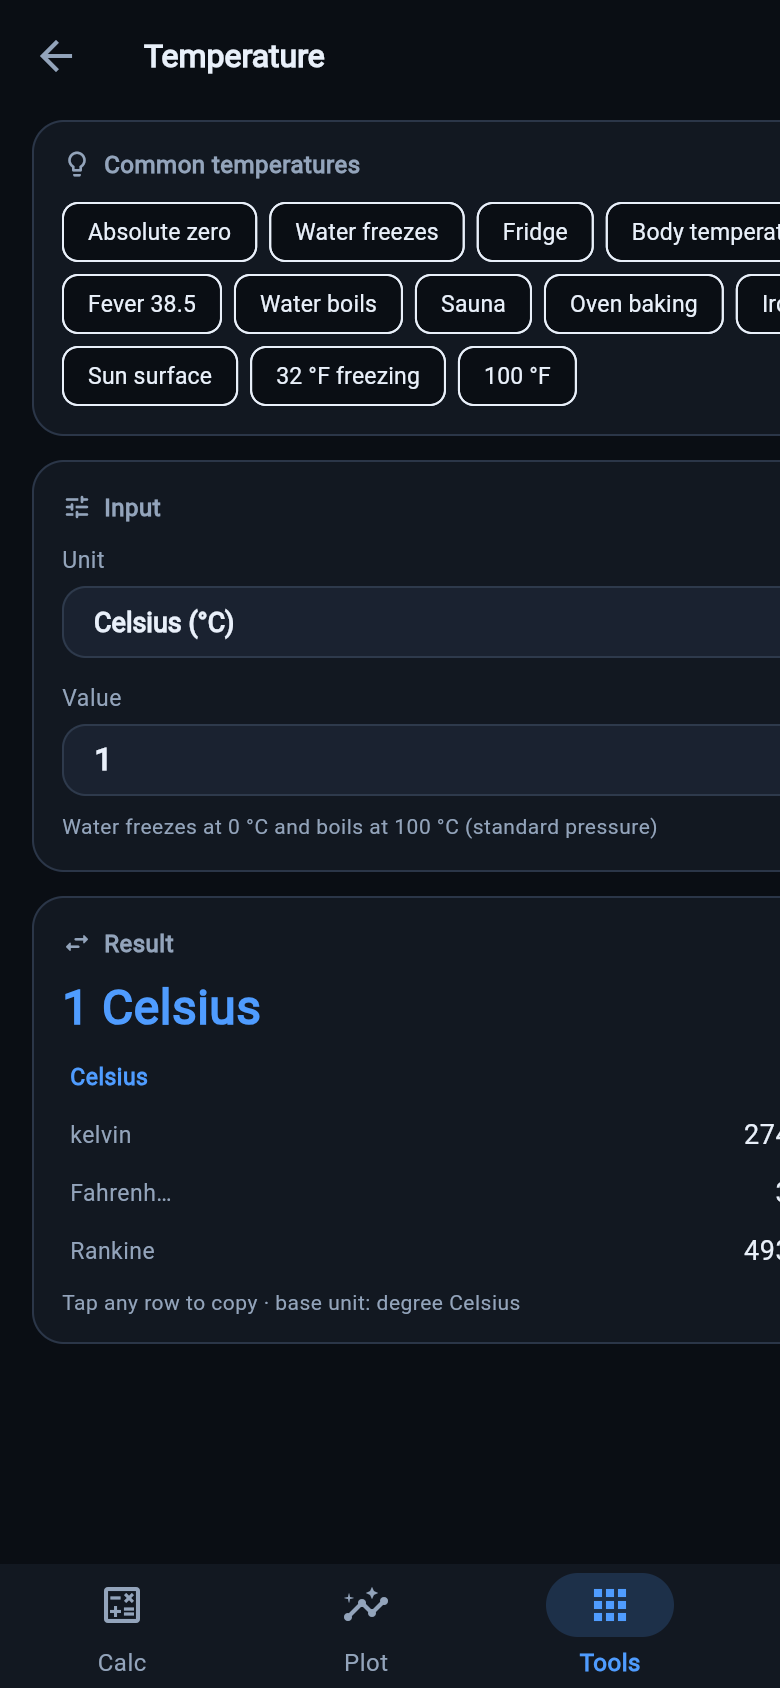 Temperature
Common temperatures
Absolute zero Water freezes Fridge Body
Fever 38.5 Water boils Sauna Oven baking
Sun surface 32 °F freezing 100 °F
Input
Unit
Celsius (°C)
Value
1
Water freezes at 0 °C and boils at 100 °C (standard pressure)
Result
1 Celsius
Celsius
kelvin
Fahrenh…
Rankine
Tap any row to copy · base unit: degree Celsius
Calc Plot Tools